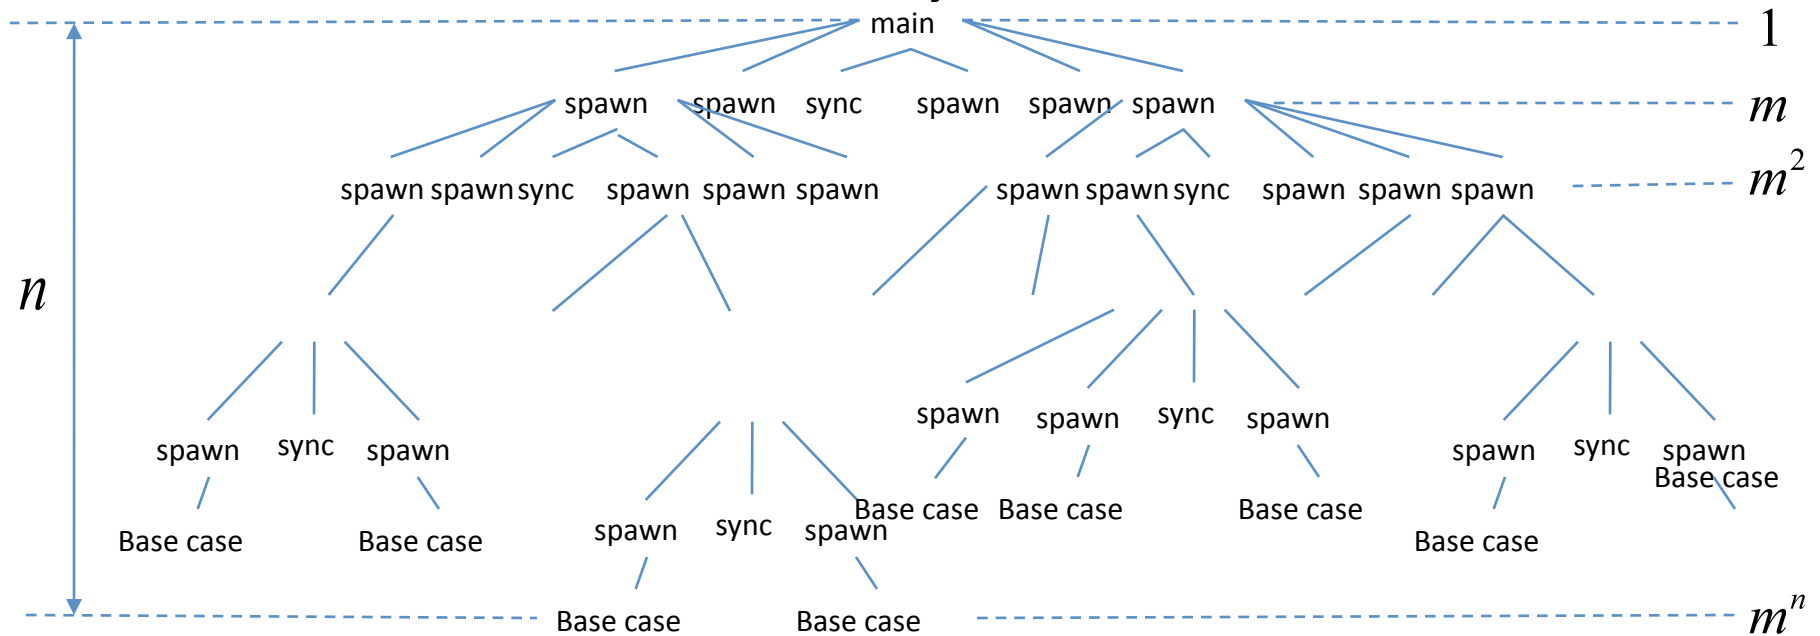 main 1
spawn spawn sync spawn spawn spawn m
spawn spawn sync spawn spawn spawn spawn spawn sync spawn spawn spawn m²
n
spawn spawn sync spawn
spawn sync spawn spawn sync spawn
Base case
Base case Base case Base case
spawn sync spawn
Base case Base case Base case
Base case Base case mⁿ